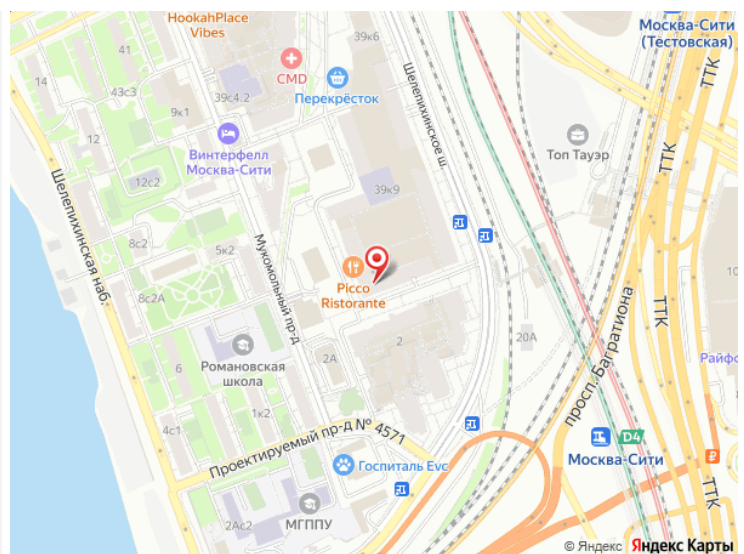 HookahPlace
Vibes
39к6
Москва-Сити
(Тестовская)
ТТК
41
CMD
14
43с3
39с4.2
Перекрёсток
9к1
Шелепихинское ш.
12
Винтерфелл
Москва-Сити
Топ Тауэр
ТТК
12с2
39к9
Шелепихинская наб.
8с2
5к2
Мукомольный пр-д
8с2А
Picco
Ristorante
просп. Багратиона
ТТК
20А
2
Романовская
школа
2А
6
Райфо
1к2
4с1
D4
Москва-Сити
Проектируемый пр-д № 4571
Госпиталь Evc
ТТК
2Ас2
МГППУ
© Яндекс Яндекс Карты